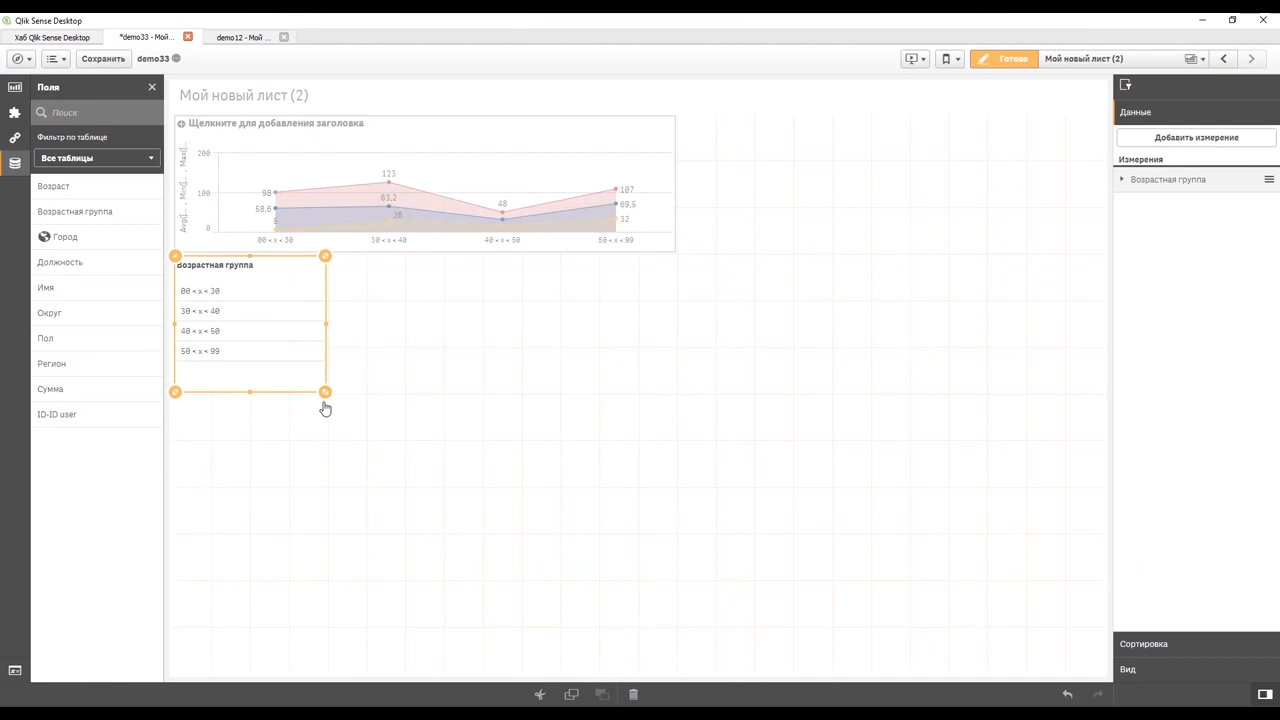 Qlik Sense Desktop
Хаб Qlik Sense Desktop
*demo33 - Мой...
demo12 - Мой ...
Сохранить
demo33
Готово
Мой новый лист (2)
Поля
Поиск
Фильтр по таблице
Все таблицы
Возраст
Возрастная группа
Город
Должность
Имя
Округ
Пол
Регион
Сумма
ID-ID user
Мой новый лист (2)
Щелкните для добавления заголовка
Avg([... , Min([... , Max([...
200
100
0
98
123
48
107
58,6
63,2
69,5
5
26
32
00 < x < 30
30 < x < 40
40 < x < 50
50 < x < 99
Возрастная группа
00 < x < 30
30 < x < 40
40 < x < 50
50 < x < 99
Данные
Добавить измерение
Измерения
Возрастная группа
Сортировка
Вид